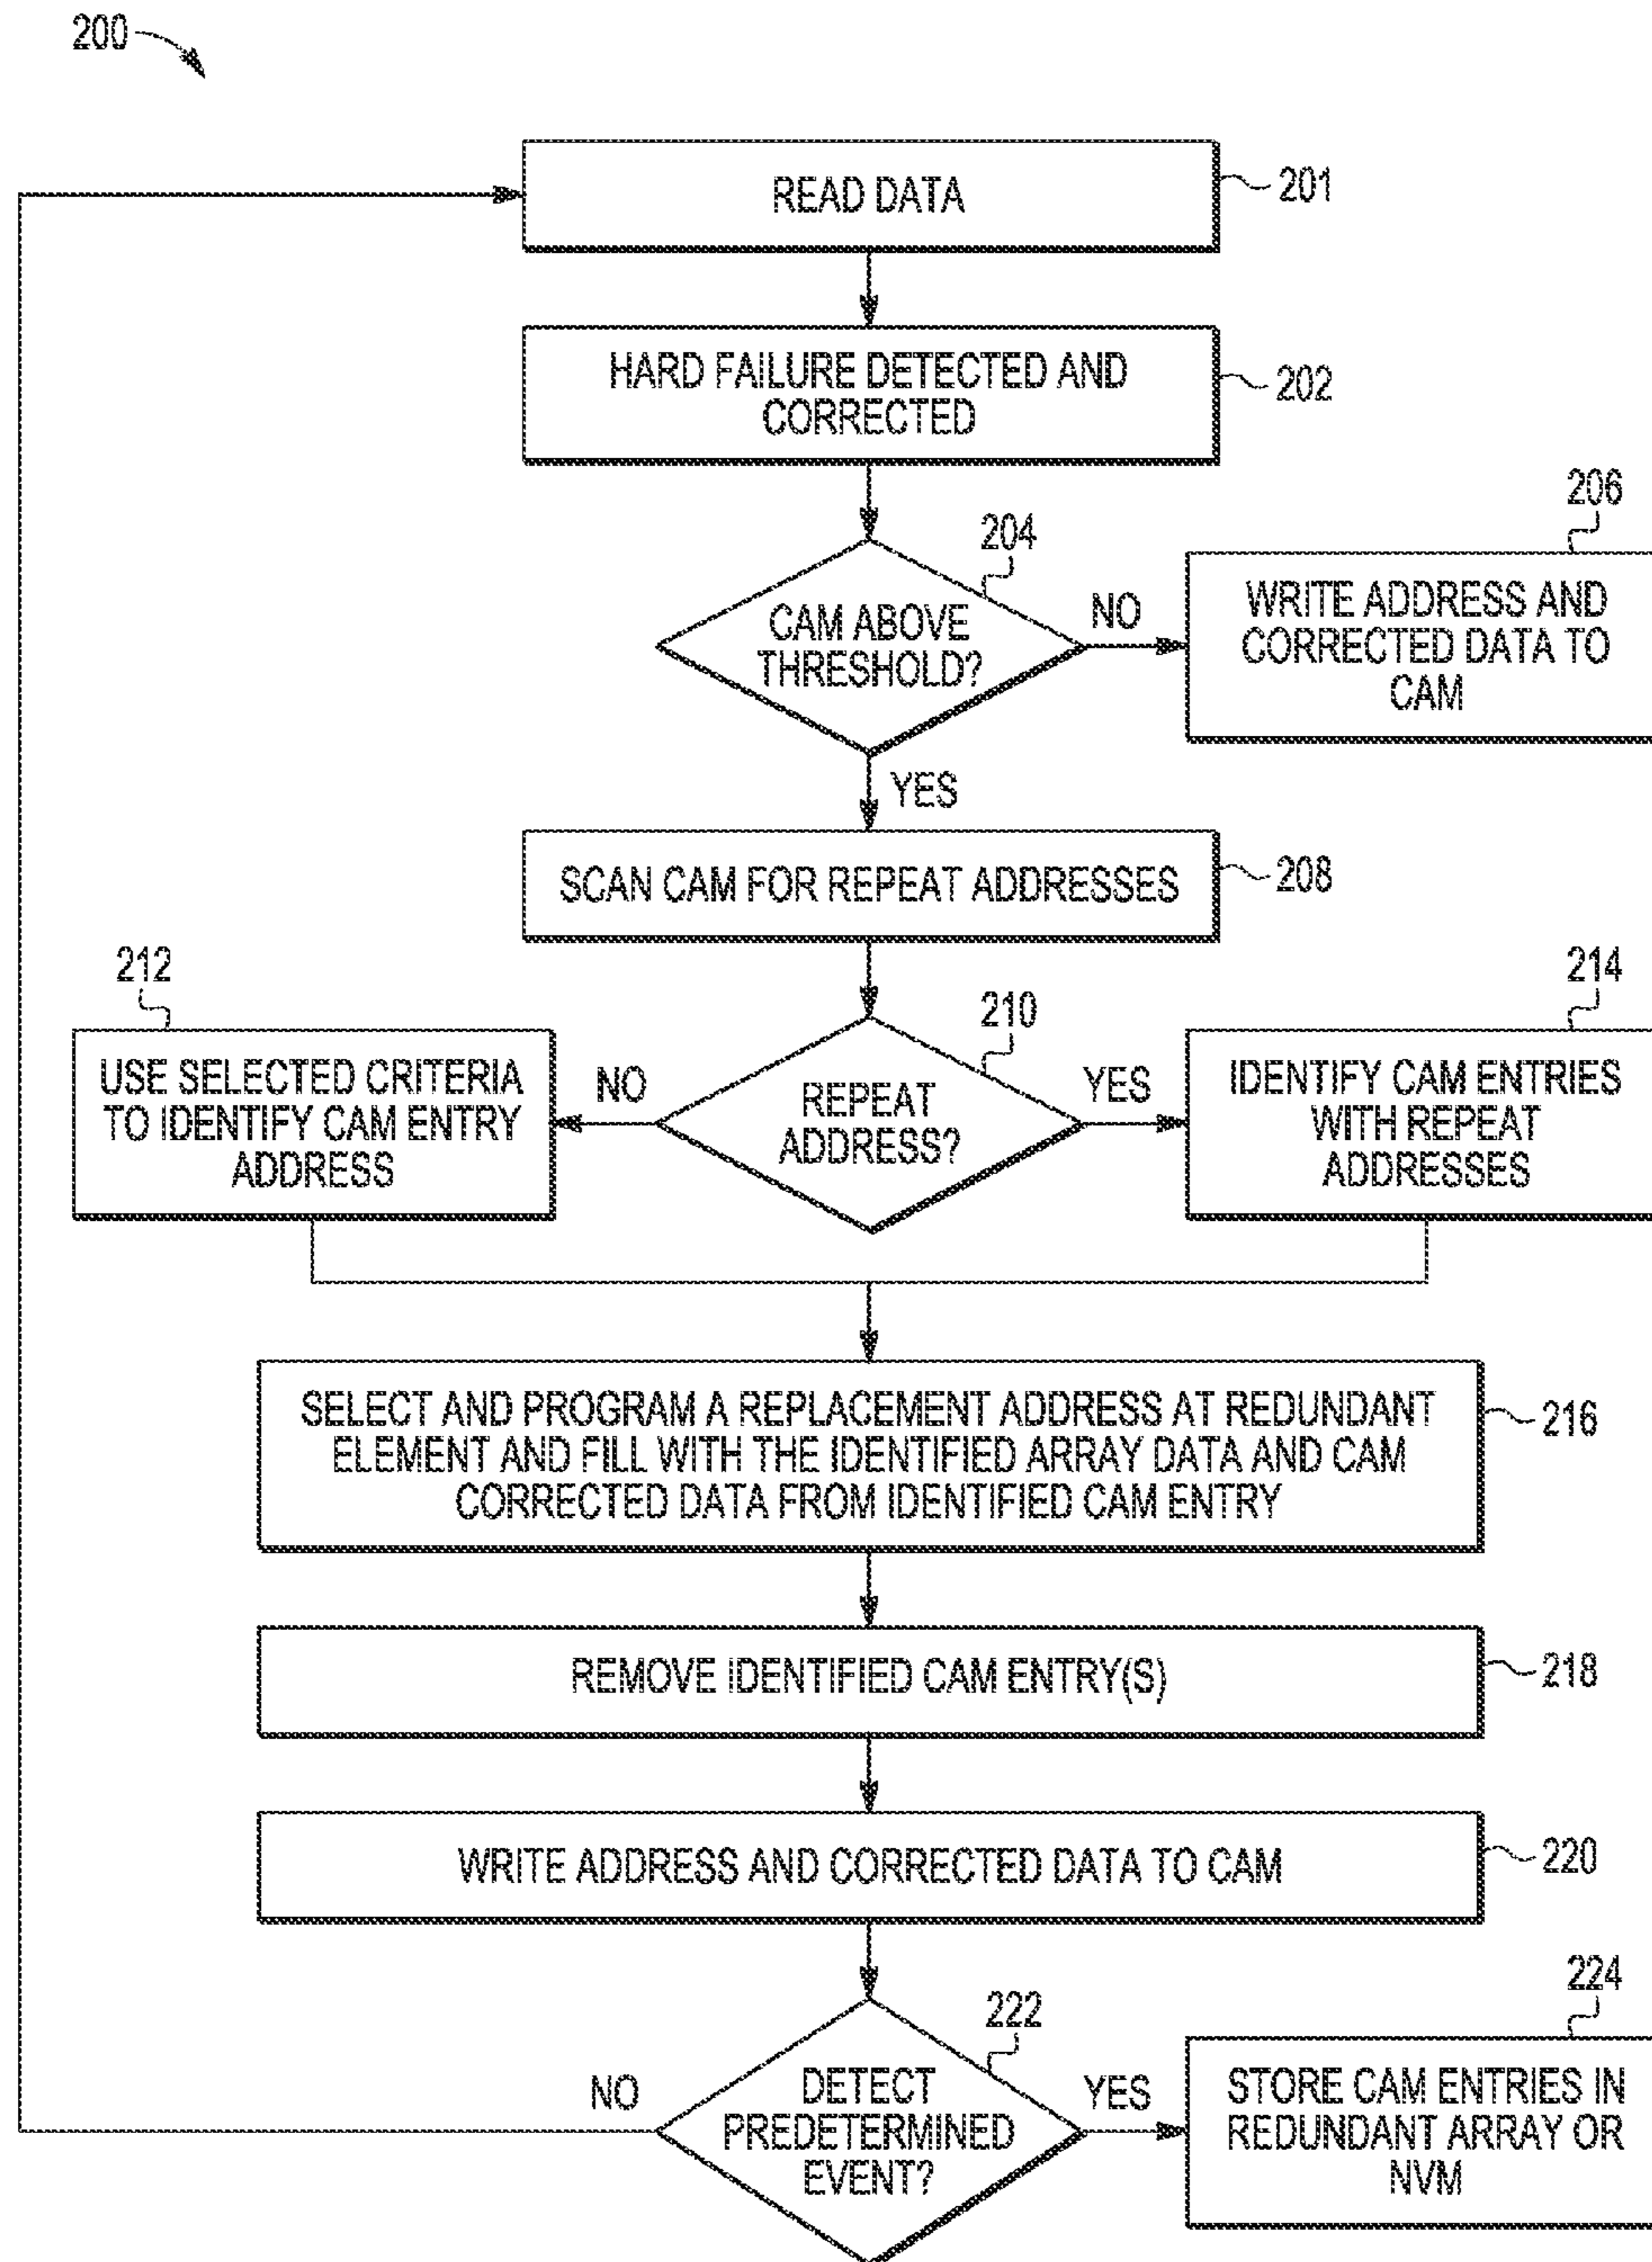 200
READ DATA
201
HARD FAILURE DETECTED AND
CORRECTED
202
204
206
CAM ABOVE
THRESHOLD?
NO
WRITE ADDRESS AND
CORRECTED DATA TO
CAM
YES
SCAN CAM FOR REPEAT ADDRESSES
208
212
210
214
USE SELECTED CRITERIA
TO IDENTIFY CAM ENTRY
ADDRESS
NO
REPEAT
ADDRESS?
YES
IDENTIFY CAM ENTRIES
WITH REPEAT
ADDRESSES
SELECT AND PROGRAM A REPLACEMENT ADDRESS AT REDUNDANT
ELEMENT AND FILL WITH THE IDENTIFIED ARRAY DATA AND CAM
CORRECTED DATA FROM IDENTIFIED CAM ENTRY
216
REMOVE IDENTIFIED CAM ENTRY(S)
218
WRITE ADDRESS AND CORRECTED DATA TO CAM
220
222
224
NO
DETECT
PREDETERMINED
EVENT?
YES
STORE CAM ENTRIES IN
REDUNDANT ARRAY OR
NVM